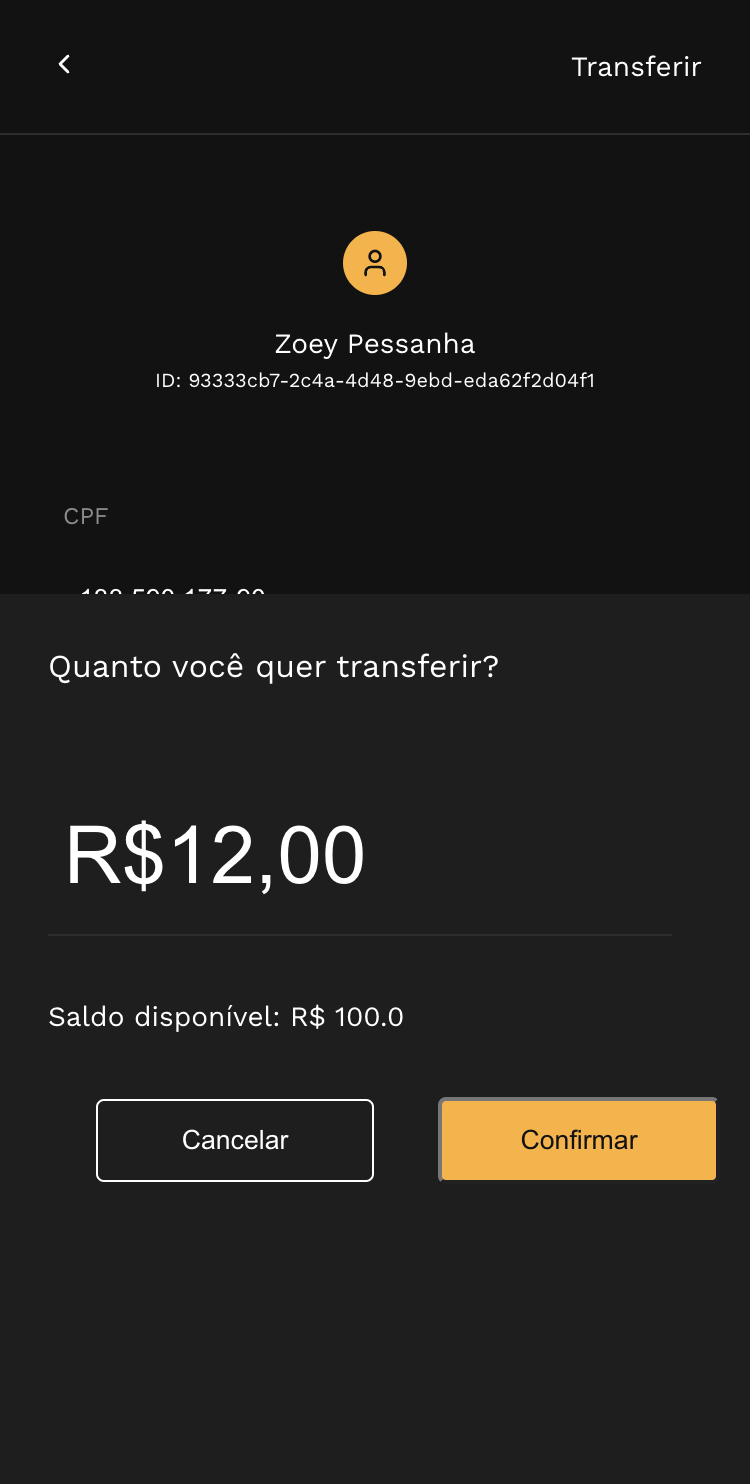 Transferir
Zoey Pessanha
ID: 93333cb7-2c4a-4d48-9ebd-eda62f2d04f1
CPF
Quanto você quer transferir?
R$12,00
Saldo disponível: R$ 100.0
Cancelar
Confirmar